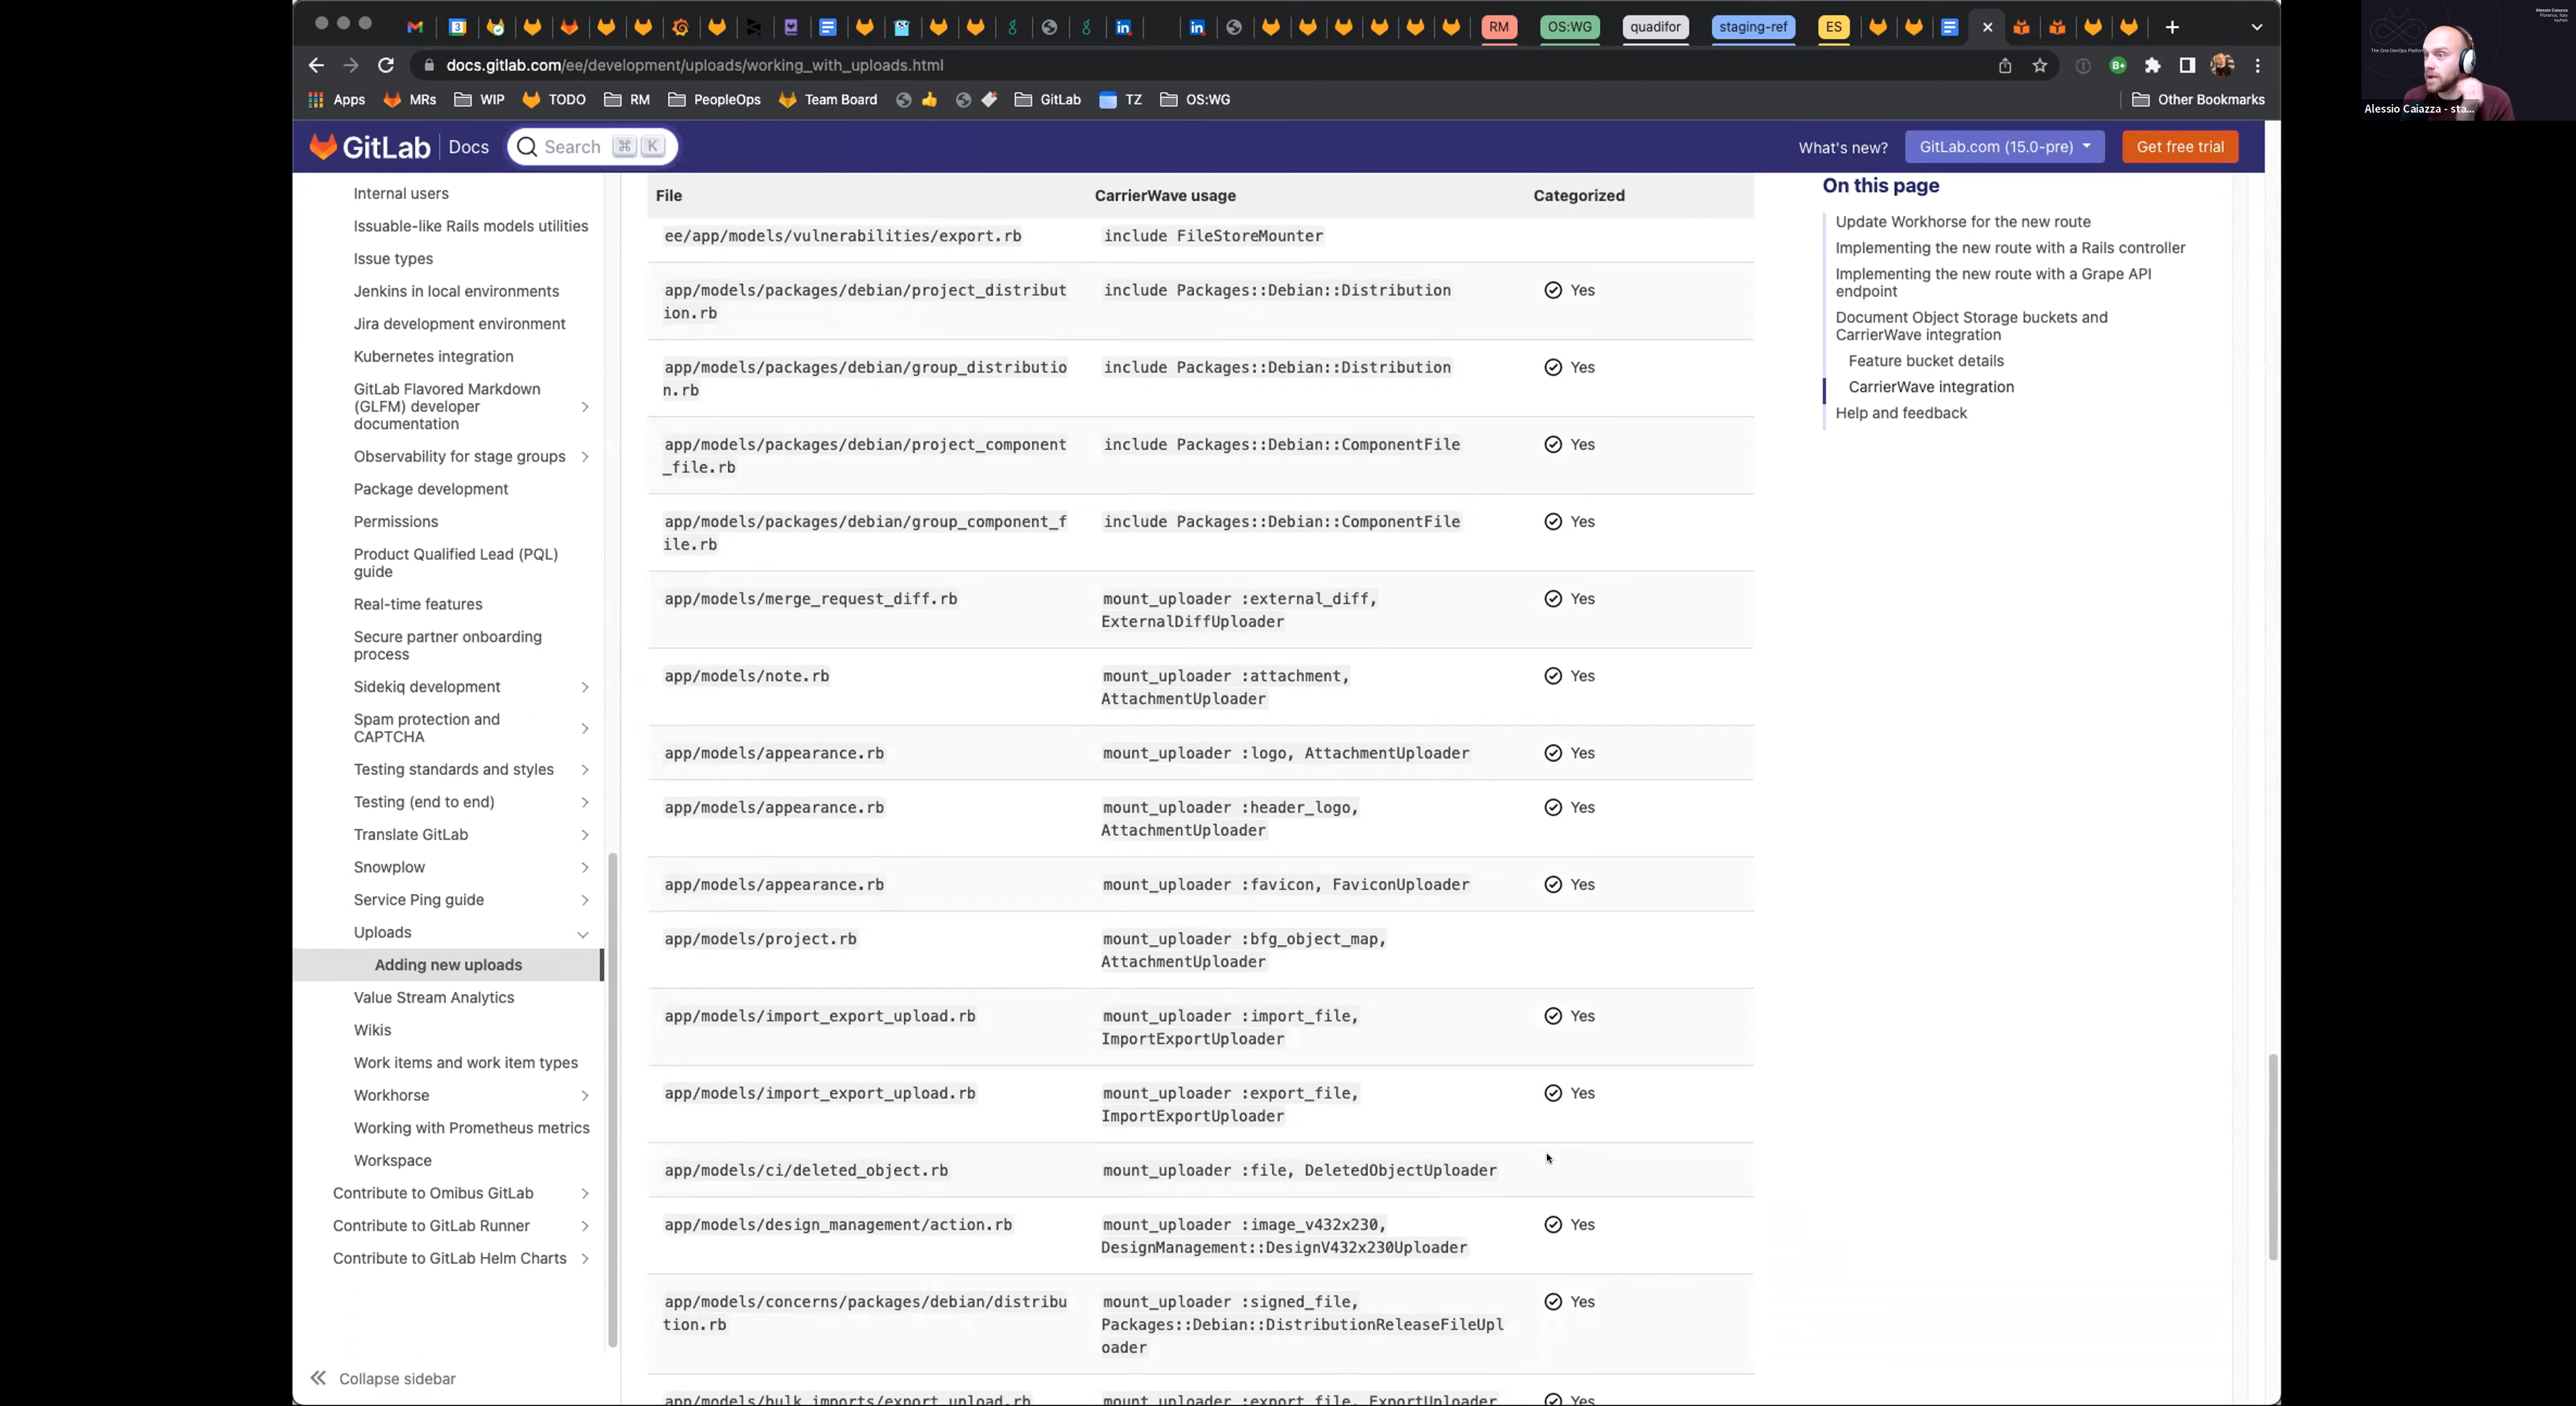 RM
OS:WG
quadifor
staging-ref
ES
docs.gitlab.com/ee/development/uploads/working_with_uploads.html
Apps
MRs
WIP
TODO
RM
PeopleOps
Team Board
GitLab
TZ
OS:WG
Other Bookmarks
GitLab Docs
Search ⌘ K
What's new?
GitLab.com (15.0-pre)
Get free trial
Internal users
Issuable-like Rails models utilities
Issue types
Jenkins in local environments
Jira development environment
Kubernetes integration
GitLab Flavored Markdown
(GLFM) developer
documentation
Observability for stage groups
Package development
Permissions
Product Qualified Lead (PQL)
guide
Real-time features
Secure partner onboarding
process
Sidekiq development
Spam protection and
CAPTCHA
Testing standards and styles
Testing (end to end)
Translate GitLab
Snowplow
Service Ping guide
Uploads
Adding new uploads
Value Stream Analytics
Wikis
Work items and work item types
Workhorse
Working with Prometheus metrics
Workspace
Contribute to Omibus GitLab
Contribute to GitLab Runner
Contribute to GitLab Helm Charts
Collapse sidebar
File CarrierWave usage Categorized
ee/app/models/vulnerabilities/export.rb include FileStoreMounter
app/models/packages/debian/project_distribut include Packages::Debian::Distribution Yes
ion.rb
app/models/packages/debian/group_distributio include Packages::Debian::Distribution Yes
n.rb
app/models/packages/debian/project_component include Packages::Debian::ComponentFile Yes
_file.rb
app/models/packages/debian/group_component_f include Packages::Debian::ComponentFile Yes
ile.rb
app/models/merge_request_diff.rb mount_uploader :external_diff, Yes
ExternalDiffUploader
app/models/note.rb mount_uploader :attachment, Yes
AttachmentUploader
app/models/appearance.rb mount_uploader :logo, AttachmentUploader Yes
app/models/appearance.rb mount_uploader :header_logo, Yes
AttachmentUploader
app/models/appearance.rb mount_uploader :favicon, FaviconUploader Yes
app/models/project.rb mount_uploader :bfg_object_map,
AttachmentUploader
app/models/import_export_upload.rb mount_uploader :import_file, Yes
ImportExportUploader
app/models/import_export_upload.rb mount_uploader :export_file, Yes
ImportExportUploader
app/models/ci/deleted_object.rb mount_uploader :file, DeletedObjectUploader
app/models/design_management/action.rb mount_uploader :image_v432x230, Yes
DesignManagement::DesignV432x230Uploader
app/models/concerns/packages/debian/distribu mount_uploader :signed_file, Yes
tion.rb Packages::Debian::DistributionReleaseFileUpl
oader
app/models/bulk_imports/export_upload.rb mount_uploader :export_file, ExportUploader Yes
On this page
Update Workhorse for the new route
Implementing the new route with a Rails controller
Implementing the new route with a Grape API
endpoint
Document Object Storage buckets and
CarrierWave integration
Feature bucket details
CarrierWave integration
Help and feedback
Alessio Caiazza - sta...